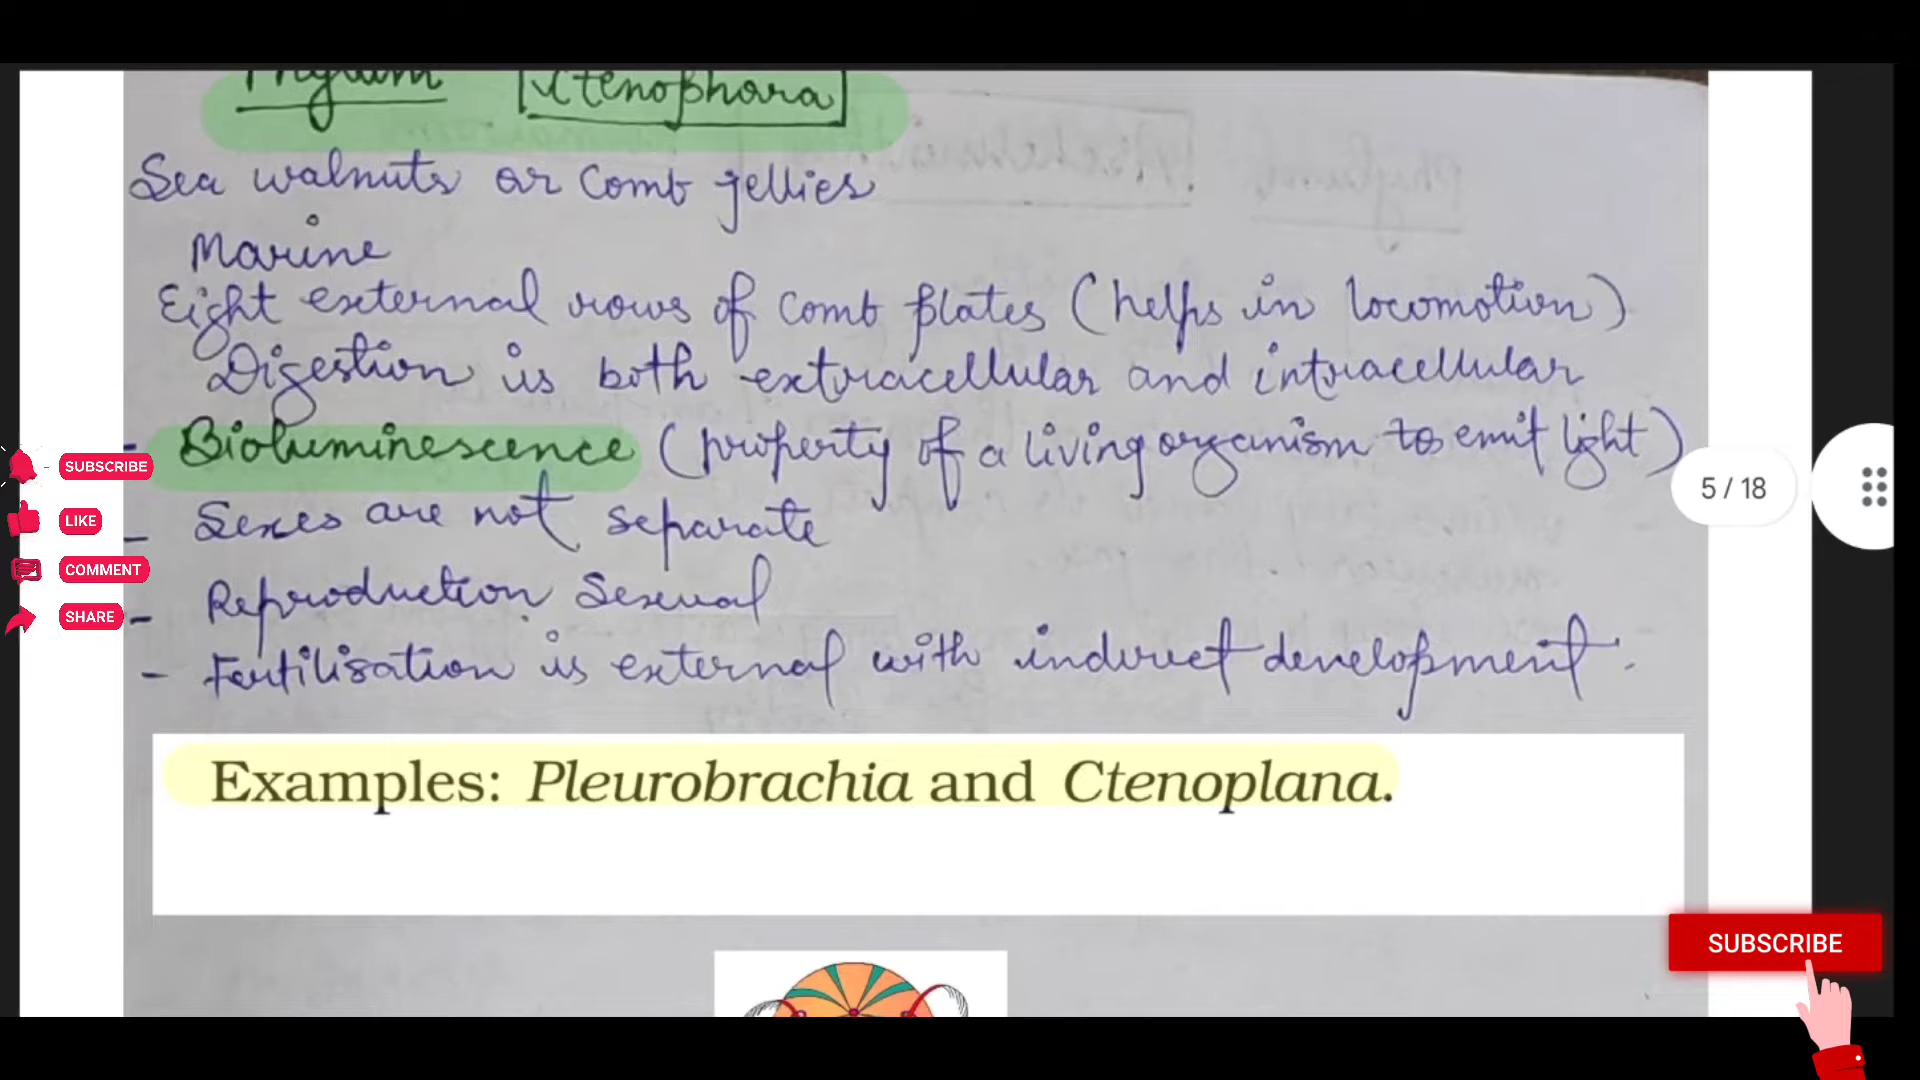 Phylum Ctenophora
Sea walnuts or Comb jellies
Marine
Eight external rows of comb plates (helps in locomotion)
Digestion is both extracellular and intracellular
- Bioluminescence (property of a living organism to emit light)
- Sexes are not separate
- Reproduction Sexual
- Fertilisation is external with indirect development.
Examples: Pleurobrachia and Ctenoplana.
SUBSCRIBE
LIKE
COMMENT
SHARE
5 / 18
SUBSCRIBE